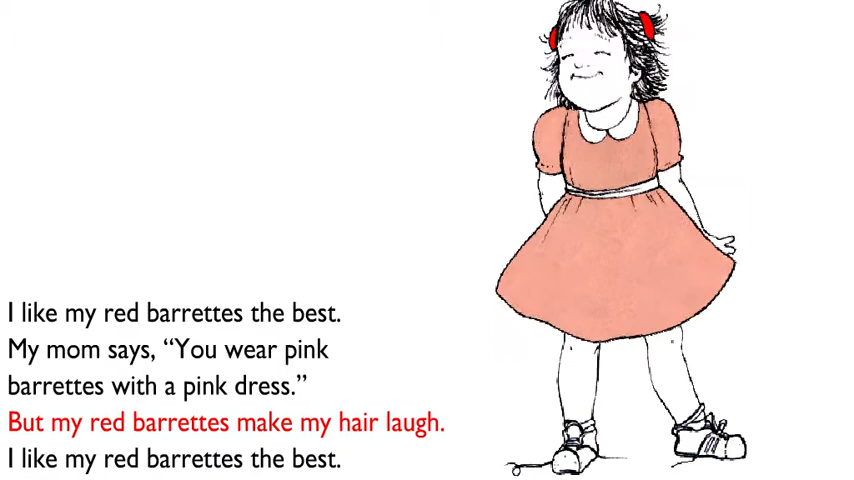 I like my red barrettes the best.
My mom says, “You wear pink
barrettes with a pink dress.”
But my red barrettes make my hair laugh.
I like my red barrettes the best.